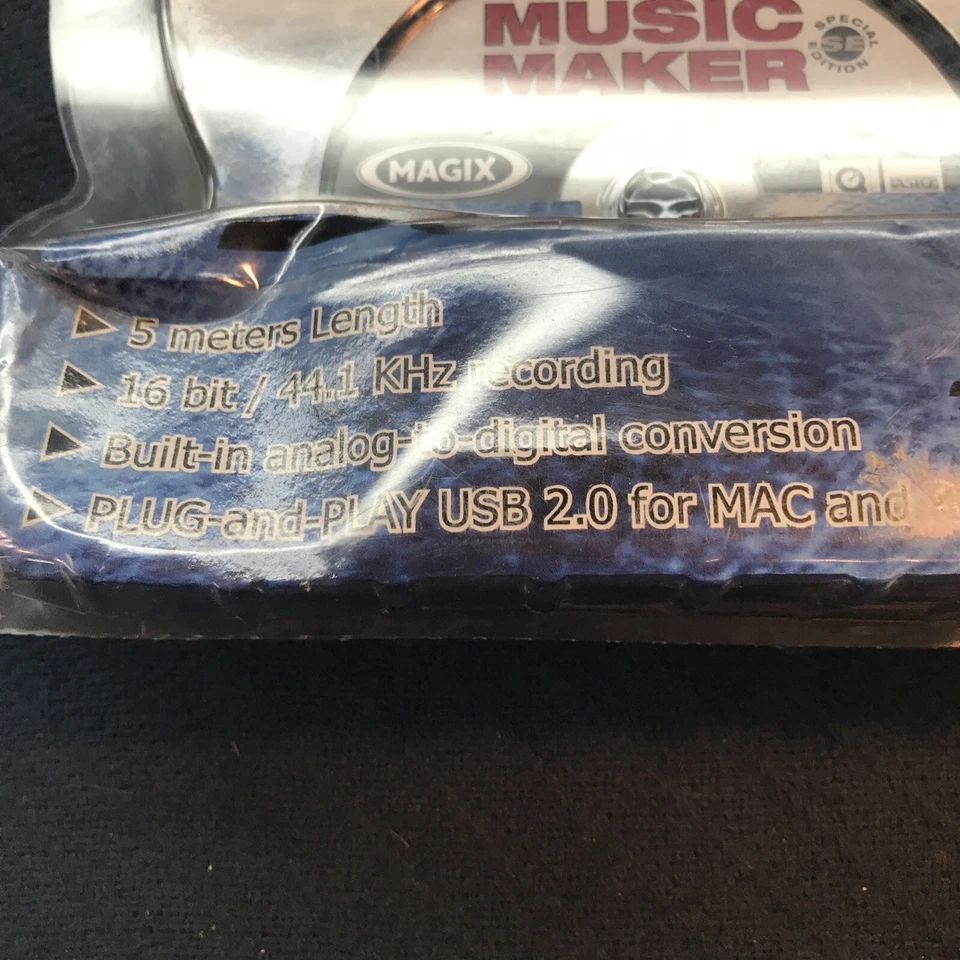 MUSIC
MAKER
SPECIAL
SE
EDITION
MAGIX
5 meters Length
16 bit / 44.1 KHz recording
Built-in analog-to-digital conversion
PLUG-and-PLAY USB 2.0 for MAC and